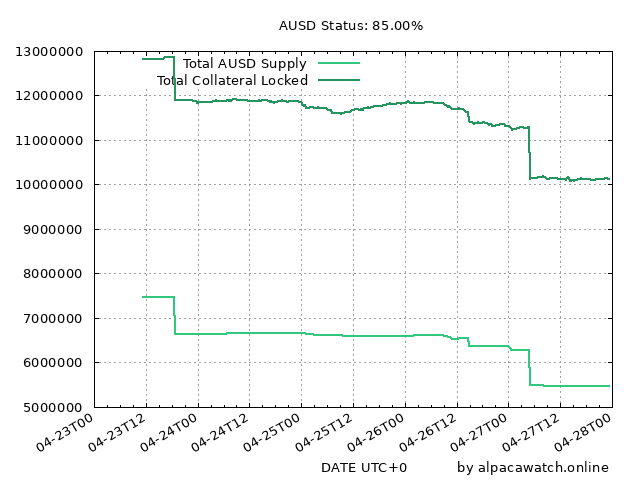 AUSD Status: 85.00%
13000000
Total AUSD Supply
Total Collateral Locked
12000000
11000000
10000000
9000000
8000000
7000000
6000000
5000000
04-23T00
04-23T12
04-24T00
04-24T12
04-25T00
04-25T12
04-26T00
04-26T12
04-27T00
04-27T12
04-28T00
DATE UTC+0
by alpacawatch.online